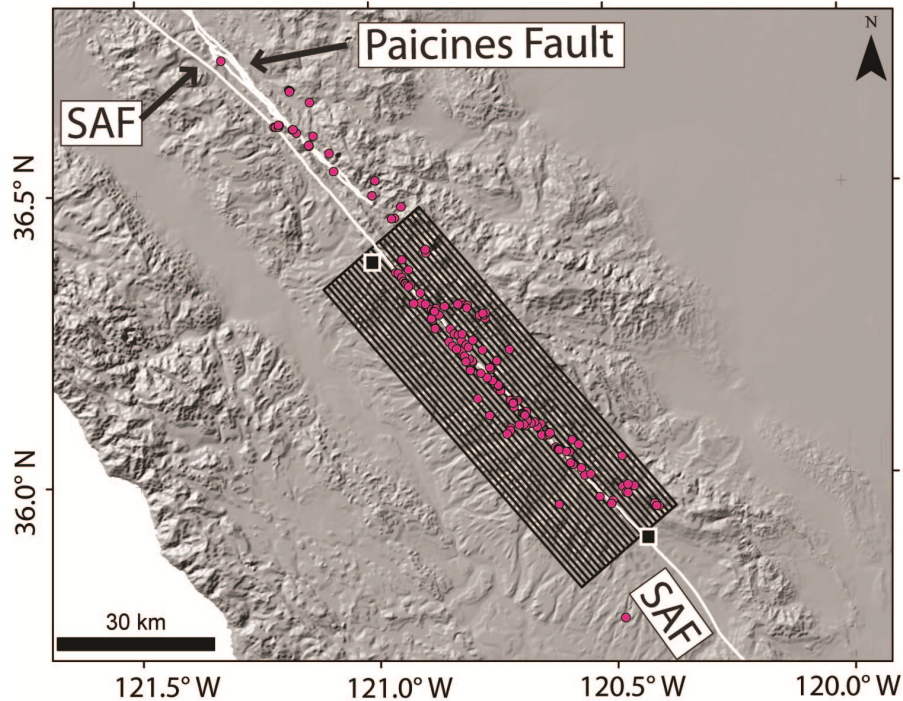 N
Paicines Fault
SAF
36.5° N
36.0° N
SAF
30 km
121.5° W
121.0° W
120.5° W
120.0° W